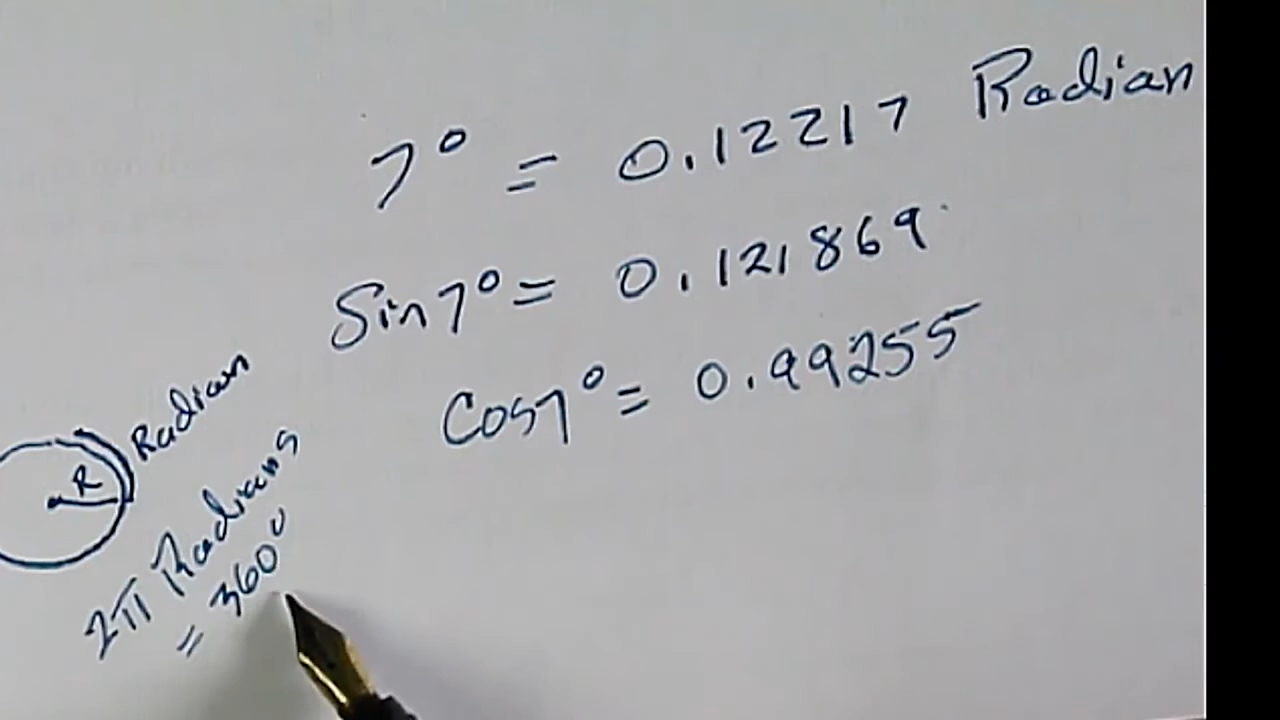 7° = 0.12217 Radian
Sin7° = 0.121869
Cos7° = 0.99255
R
Radian
2π Radians
= 360°